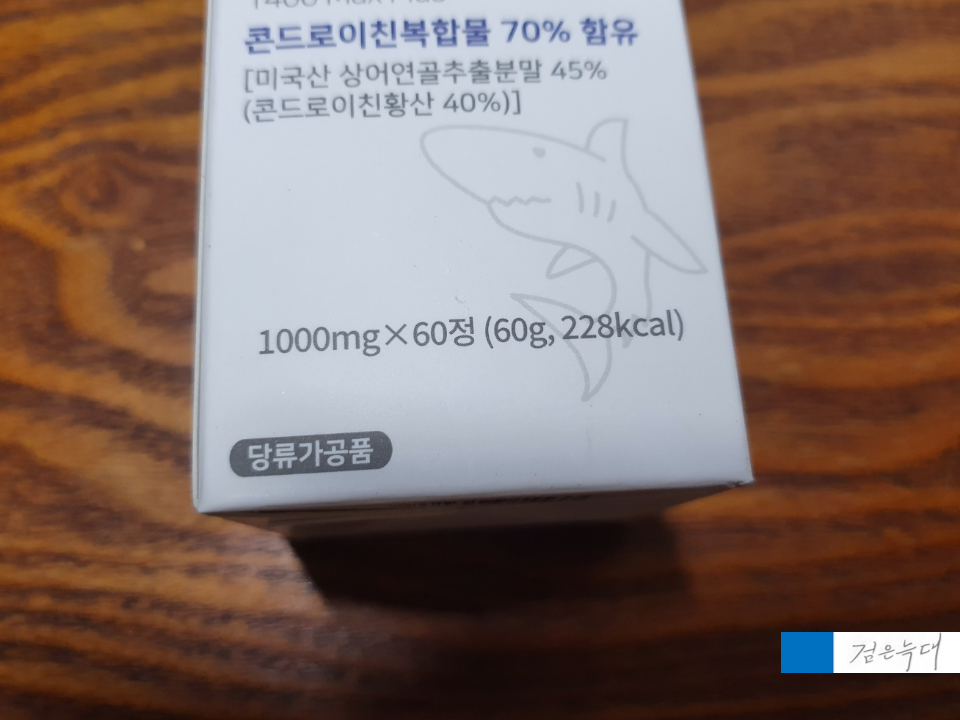 콘드로이친복합물 70% 함유
[미국산 상어연골추출분말 45%
(콘드로이친황산 40%)]
1000mg×60정 (60g, 228kcal)
당류가공품
검은늑대